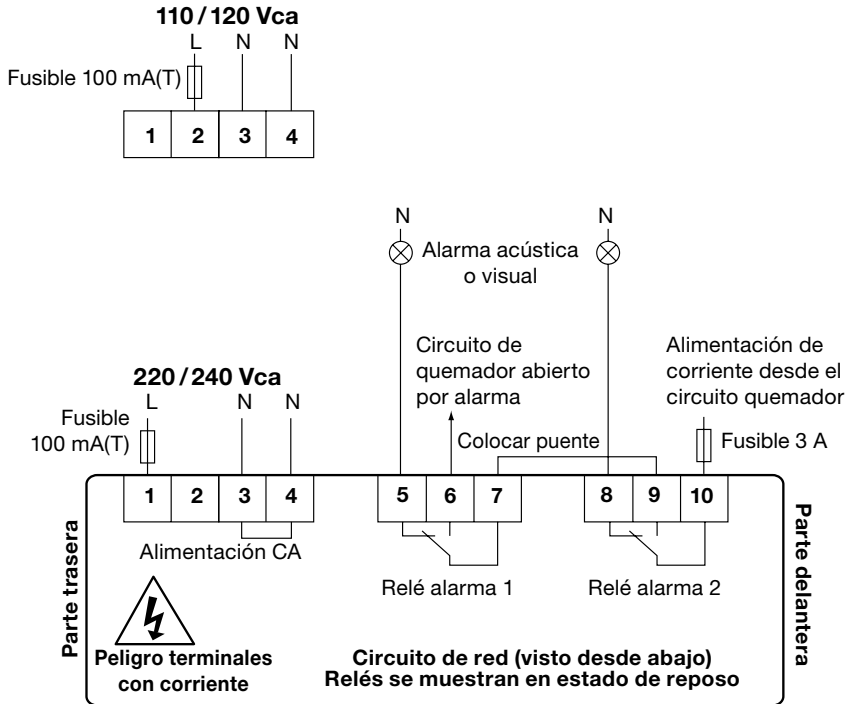 110 / 120 Vca
L N N
Fusible 100 mA(T)
1 2 3 4
N N
Alarma acústica
o visual
Circuito de
quemador abierto
por alarma
Alimentación de
corriente desde el
circuito quemador
220 / 240 Vca
L N N
Fusible
100 mA(T)
Colocar puente
Fusible 3 A
1 2 3 4 5 6 7 8 9 10
Alimentación CA
Relé alarma 1
Relé alarma 2
Parte trasera
Parte delantera
Peligro terminales
con corriente
Circuito de red (visto desde abajo)
Relés se muestran en estado de reposo